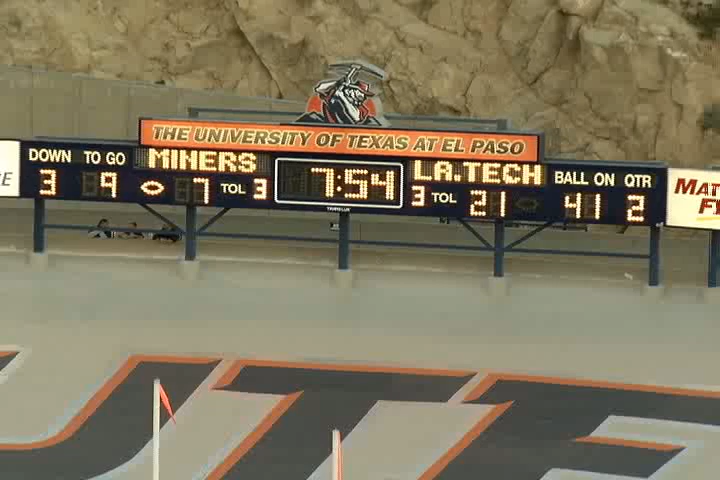 THE UNIVERSITY OF TEXAS AT EL PASO
DOWN TO GO MINERS 7:54 LA.TECH BALL ON QTR
3 9 7 TOL 3 3 TOL 21 41 2
UTE